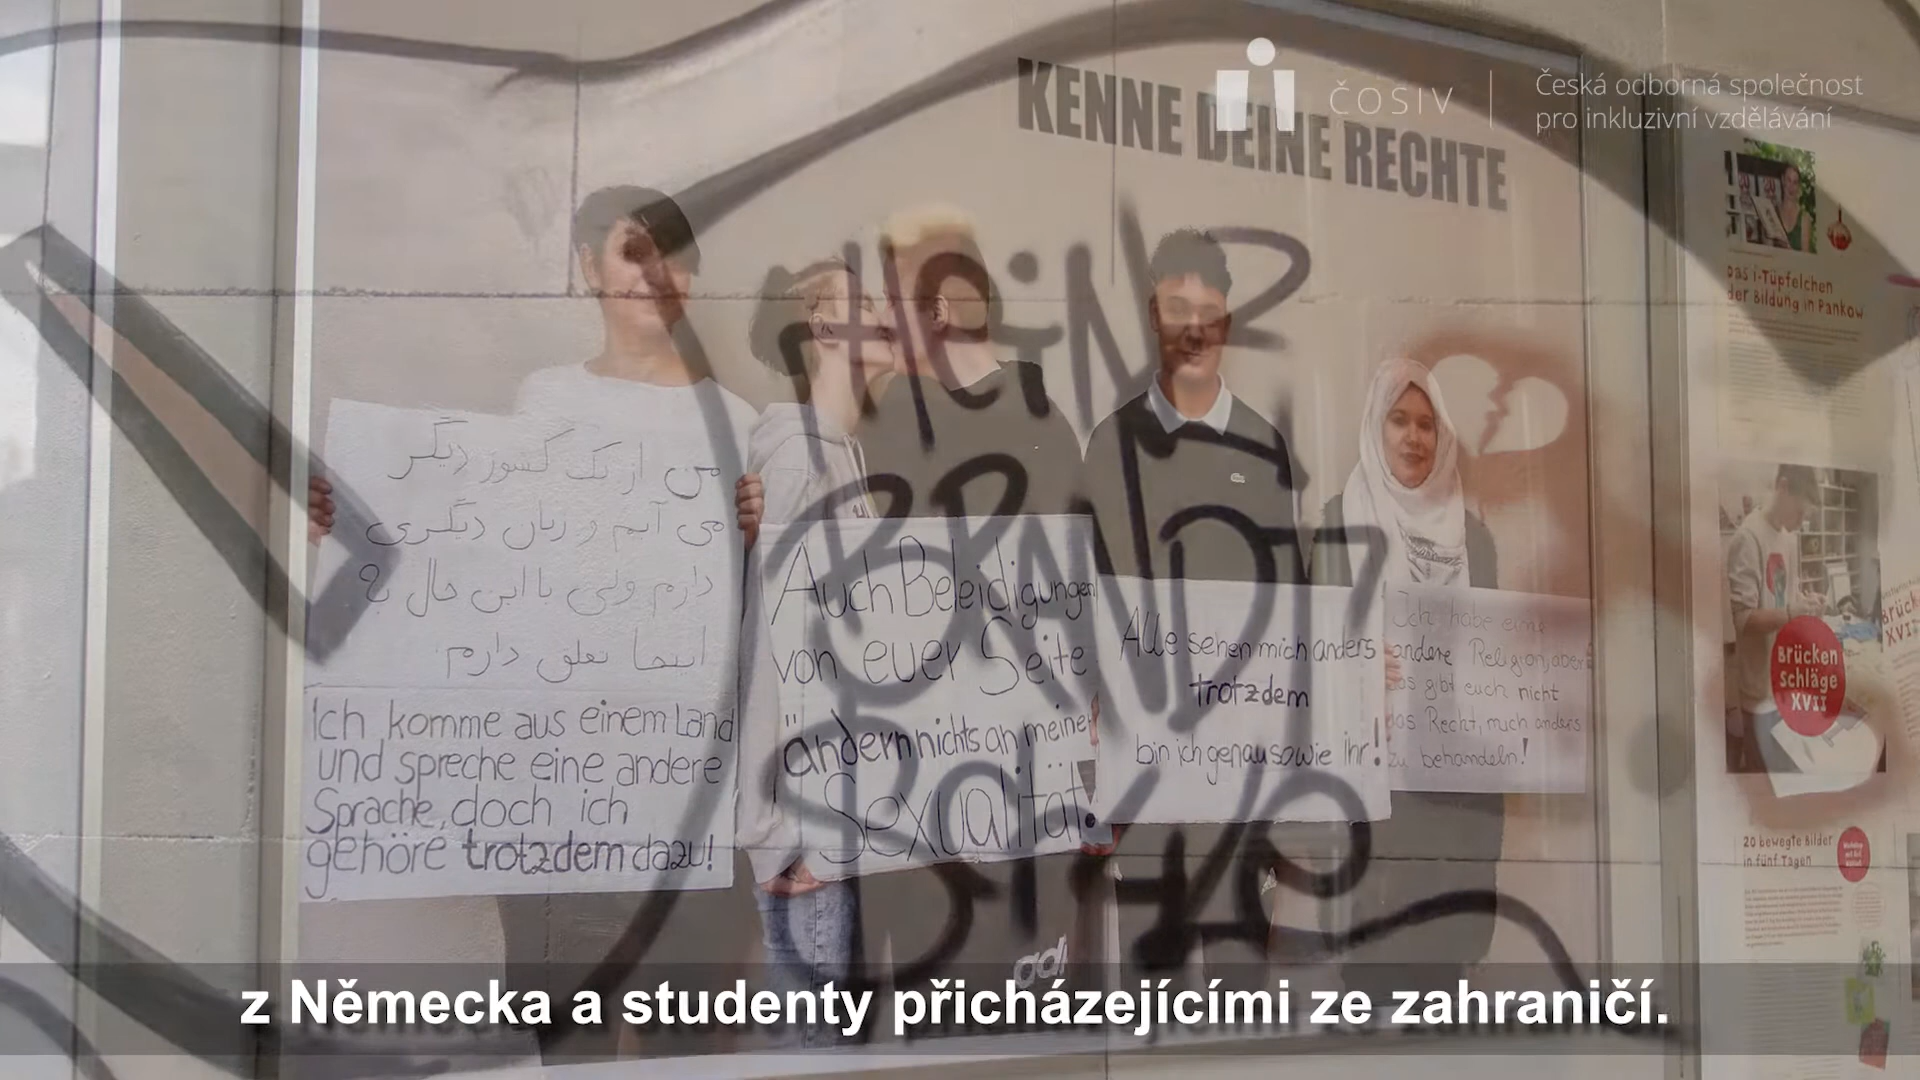 KENNE DEINE RECHTE
ČOSIV
Česká odborná společnost
pro inkluzivní vzdělávání
Das i-Tüpfelchen
der Bildung in Pankow
HEINZ
BRAND
من از یک کشور دیگر
می آیم و زبان دیگری
دارم ولی با این حال به
اینجا تعلق دارم
Ich komme aus einem Land
und spreche eine andere
Sprache, doch ich
gehöre trotzdem dazu!
Auch Beleidigungen
von euer Seite
ändern nichts an meiner
Sexualität!
Alle sehen mich anders
trotzdem
bin ich genauso wie ihr!
Ich habe eine
andere Religion, aber
das gibt euch nicht
das Recht, mich anders
zu behandeln!
Brücken
schläge
XVII
20 bewegte Bilder
in fünf Tagen
z Německa a studenty přicházejícími ze zahraničí.